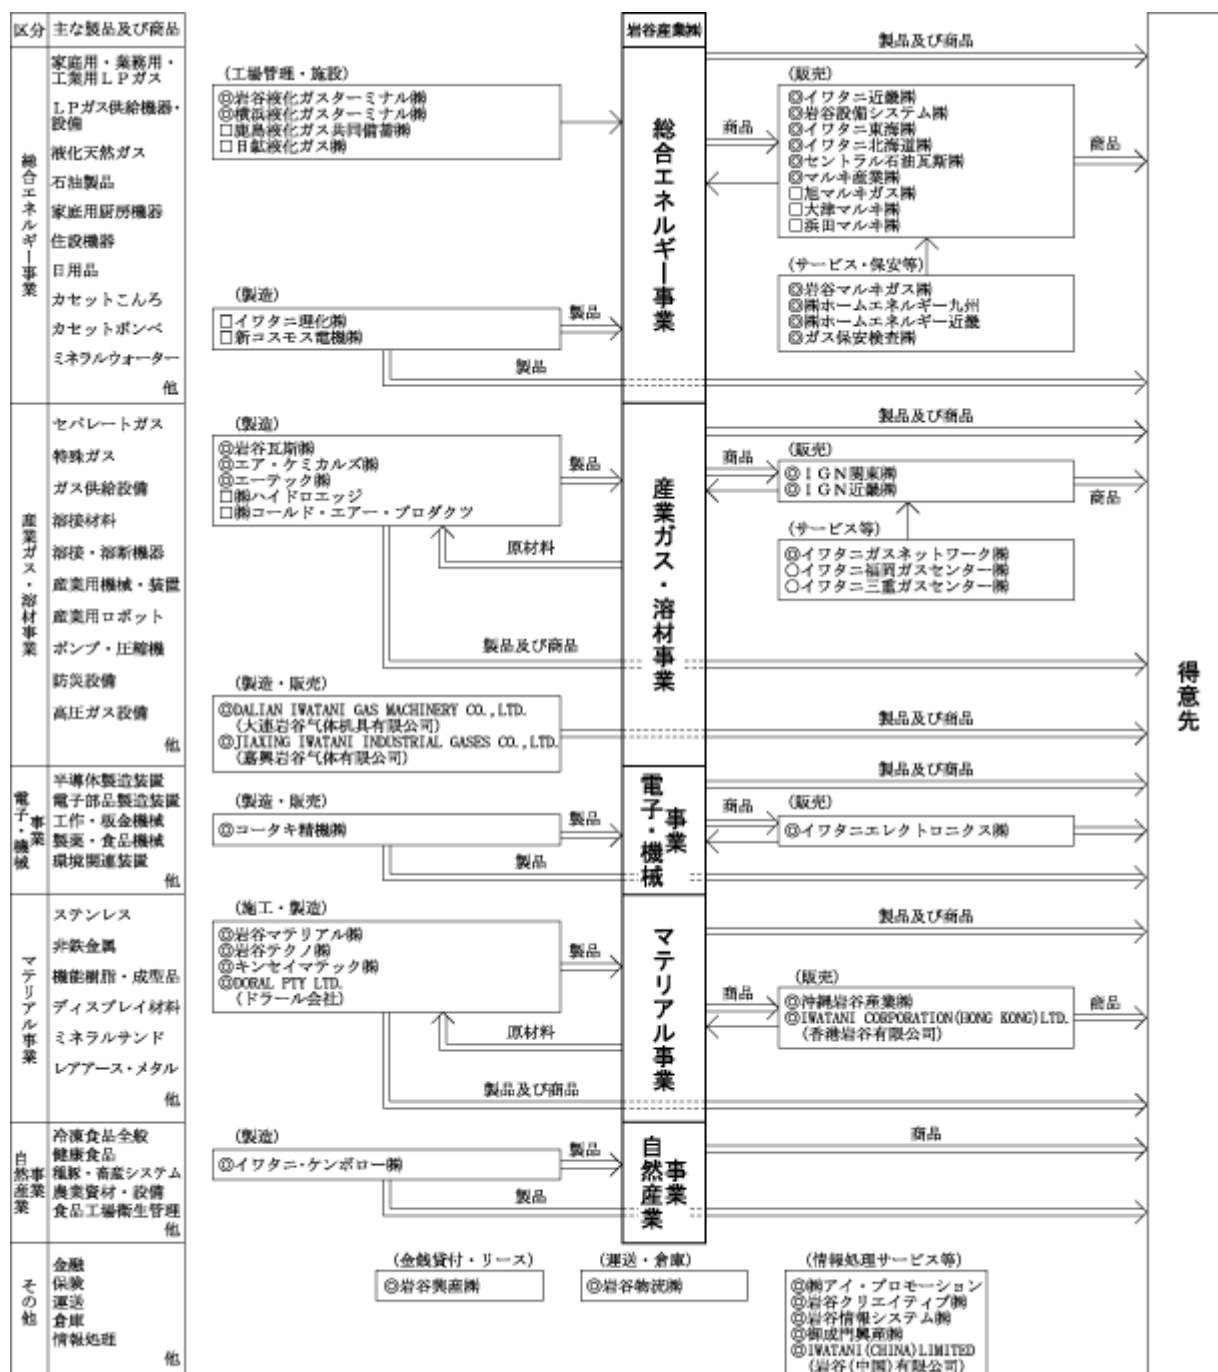 区分 主な製品及び商品
岩谷産業㈱
総合エネルギー事業
家庭用・業務用・
工業用LPガス
LPガス供給機器・
設備
液化天然ガス
石油製品
家庭用厨房機器
住設機器
日用品
カセットこんろ
カセットボンベ
ミネラルウォーター
他
(工場管理・施設)
◎岩谷液化ガスターミナル㈱
◎横浜液化ガスターミナル㈱
□鹿島液化ガス共同備蓄㈱
□日鉱液化ガス㈱
(製造)
□イワタニ理化㈱
□新コスモス電機㈱
製品
製品
総合エネルギー事業
製品及び商品
商品
(販売)
◎イワタニ近畿㈱
◎岩谷設備システム㈱
◎イワタニ東海㈱
◎イワタニ北海道㈱
◎セントラル石油瓦斯㈱
◎マルキ産業㈱
□旭マルキガス㈱
□大津マルヰ㈱
□浜田マルヰ㈱
商品
(サービス・保安等)
◎岩谷マルヰガス㈱
◎㈱ホームエネルギー九州
◎㈱ホームエネルギー近畿
◎ガス保安検査㈱
産業ガス・溶材事業
セパレートガス
特殊ガス
ガス供給設備
溶接材料
溶接・溶断機器
産業用機械・装置
産業用ロボット
ポンプ・圧縮機
防災設備
高圧ガス設備
他
(製造)
◎岩谷瓦斯㈱
◎エア・ケミカルズ㈱
◎エーテック㈱
□㈱ハイドロエッジ
□㈱コールド・エアー・プロダクツ
製品
原材料
製品及び商品
(製造・販売)
◎DALIAN IWATANI GAS MACHINERY CO.,LTD.
(大連岩谷气体机具有限公司)
◎JIAXING IWATANI INDUSTRIAL GASES CO.,LTD.
(嘉興岩谷气体有限公司)
産業ガス・溶材事業
製品及び商品
商品
(販売)
◎IGN関東㈱
◎IGN近畿㈱
商品
(サービス等)
◎イワタニガスネットワーク㈱
○イワタニ福岡ガスセンター㈱
○イワタニ三重ガスセンター㈱
製品及び商品
得意先
電子・機械事業
半導体製造装置
電子部品製造装置
工作・板金機械
製薬・食品機械
環境関連装置
他
(製造・販売)
◎コータキ精機㈱
製品
製品
電子・機械事業
製品及び商品
商品
(販売)
◎イワタニエレクトロニクス㈱
マテリアル事業
ステンレス
非鉄金属
機能樹脂・成型品
ディスプレイ材料
ミネラルサンド
レアアース・メタル
他
(施工・製造)
◎岩谷マテリアル㈱
◎岩谷テクノ㈱
◎キンセイマテック㈱
◎DORAL PTY LTD.
(ドラール会社)
製品
原材料
製品及び商品
マテリアル事業
製品及び商品
商品
(販売)
◎沖縄岩谷産業㈱
◎IWATANI CORPORATION(HONG KONG)LTD.
(香港岩谷有限公司)
商品
自然産業事業
冷凍食品全般
健康食品
種豚・畜産システム
農業資材・設備
食品工場衛生管理
他
(製造)
◎イワタニ・ケンボロー㈱
製品
製品
自然産業事業
商品
その他
金融
保険
運送
倉庫
情報処理
他
(金銭貸付・リース)
◎岩谷興産㈱
(運送・倉庫)
◎岩谷物流㈱
(情報処理サービス等)
◎㈱アイ・プロモーション
◎岩谷クリエイティブ㈱
◎岩谷情報システム㈱
◎御成門興産㈱
◎IWATANI(CHINA)LIMITED
(岩谷(中国)有限公司)